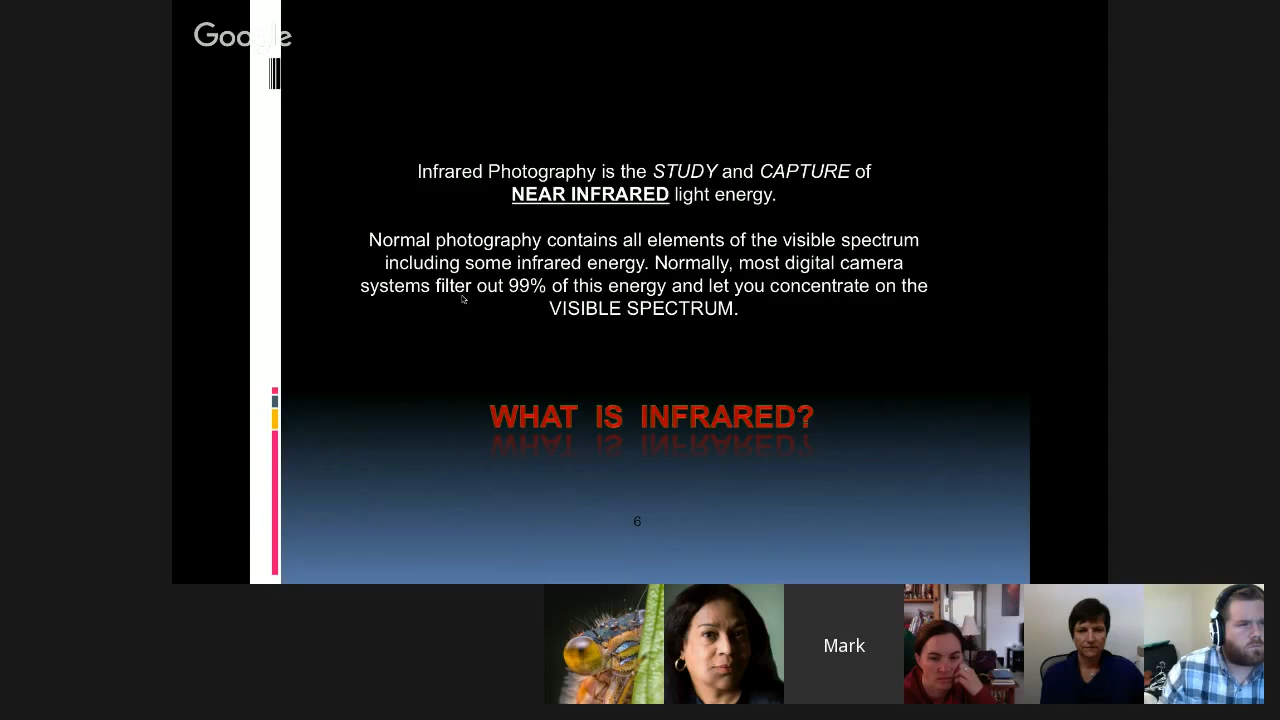 Google
Infrared Photography is the STUDY and CAPTURE of
NEAR INFRARED light energy.
Normal photography contains all elements of the visible spectrum
including some infrared energy. Normally, most digital camera
systems filter out 99% of this energy and let you concentrate on the
VISIBLE SPECTRUM.
WHAT IS INFRARED?
6
Mark